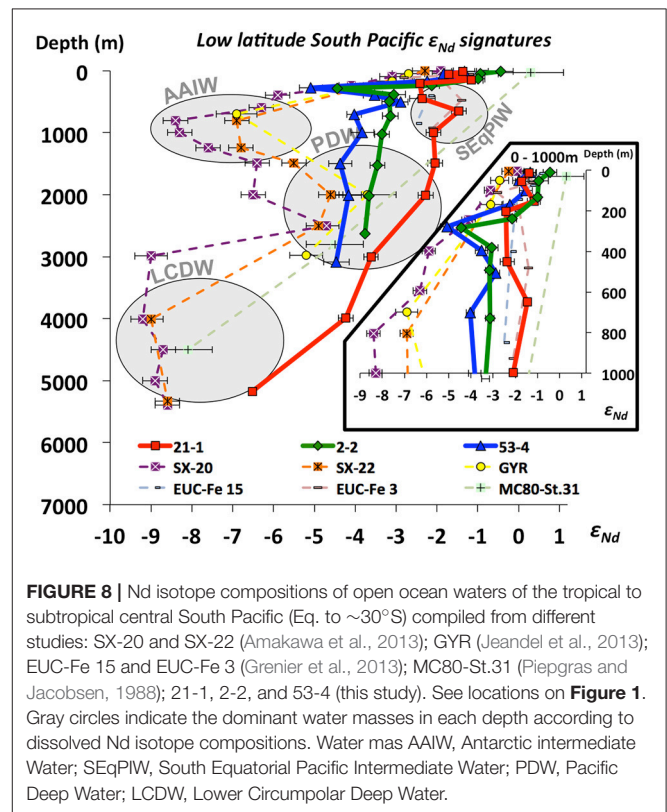 Depth (m)
Low latitude South Pacific εNd signatures
0
1000
2000
3000
4000
5000
6000
7000
AAIW
PDW
SEqPIW
LCDW
0 - 1000m
Depth (m)
0
200
400
600
800
1000
-9 -8 -7 -6 -5 -4 -3 -2 -1 0 1
εNd
21-1 2-2 53-4
SX-20 SX-22 GYR
EUC-Fe 15 EUC-Fe 3 MC80-St.31
-10 -9 -8 -7 -6 -5 -4 -3 -2 -1 0 1 εNd
FIGURE 8 | Nd isotope compositions of open ocean waters of the tropical to
subtropical central South Pacific (Eq. to ~30°S) compiled from different
studies: SX-20 and SX-22 (Amakawa et al., 2013); GYR (Jeandel et al., 2013);
EUC-Fe 15 and EUC-Fe 3 (Grenier et al., 2013); MC80-St.31 (Piepgras and
Jacobsen, 1988); 21-1, 2-2, and 53-4 (this study). See locations on Figure 1.
Gray circles indicate the dominant water masses in each depth according to
dissolved Nd isotope compositions. Water mas AAIW, Antarctic intermediate
Water; SEqPIW, South Equatorial Pacific Intermediate Water; PDW, Pacific
Deep Water; LCDW, Lower Circumpolar Deep Water.